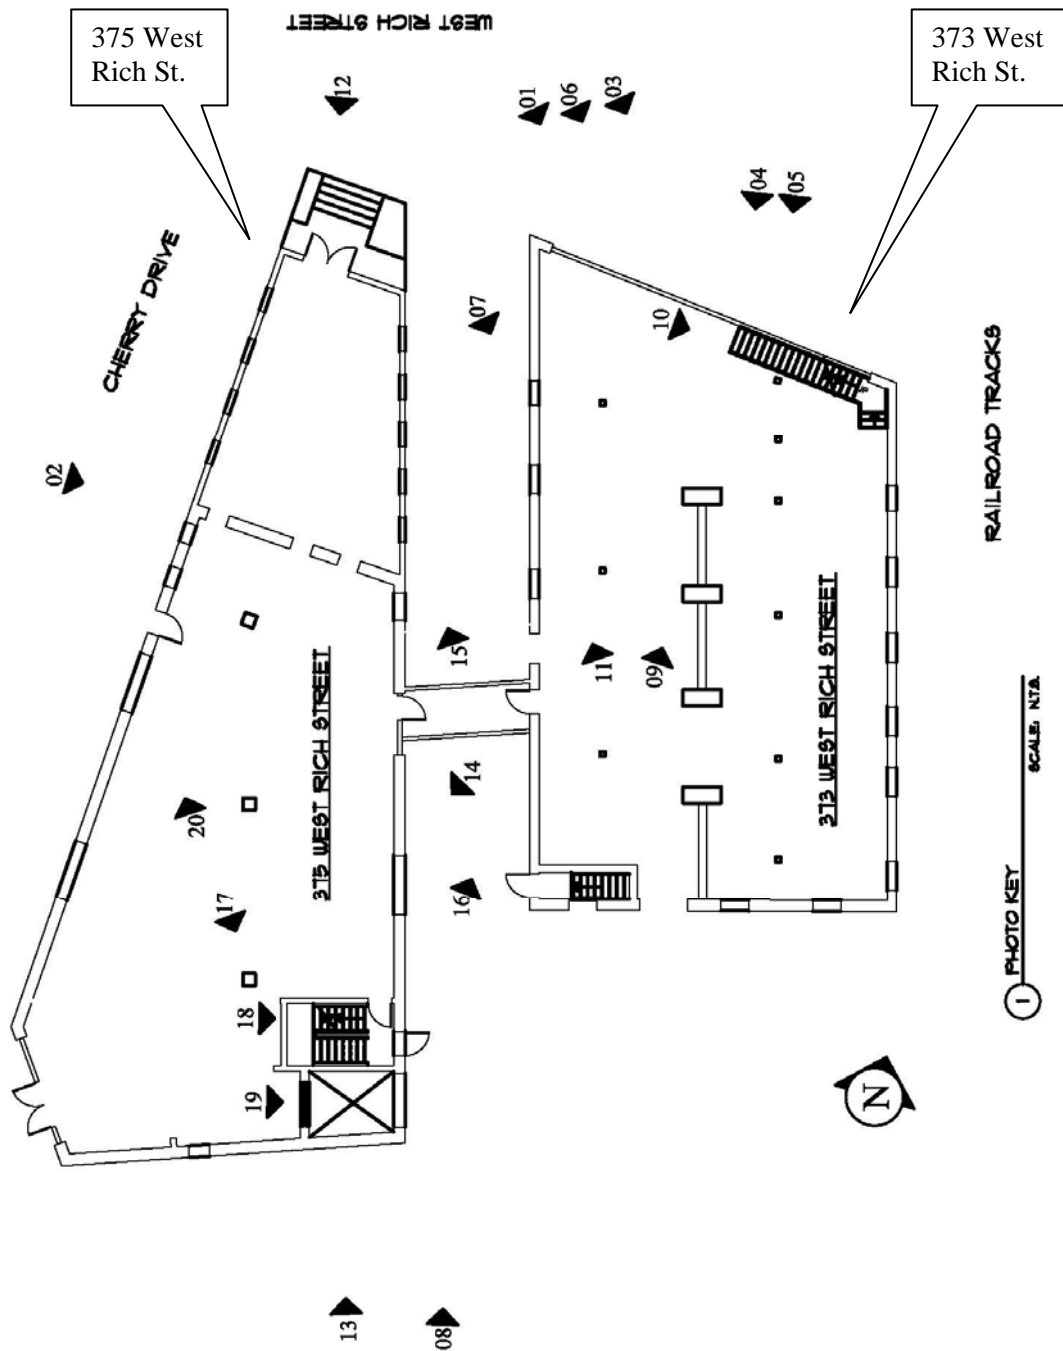 WEST RICH STREET
375 West
Rich St.
373 West
Rich St.
12
01
06
03
04
05
CHERRY DRIVE
07
10
02
UP
RAILROAD TRACKS
15
11
09
375 WEST RICH STREET
373 WEST RICH STREET
14
20
16
17
18
19
13
08
N
1
PHOTO KEY
SCALE: N.T.S.